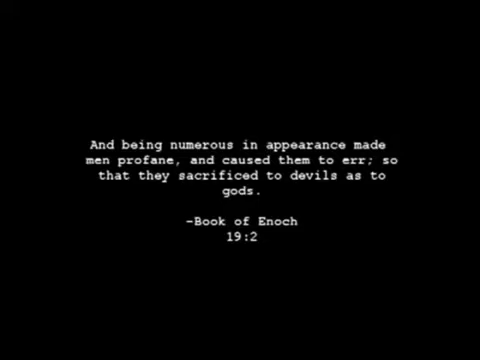 And being numerous in appearance made
men profane, and caused them to err; so
that they sacrificed to devils as to
gods.
-Book of Enoch
19:2